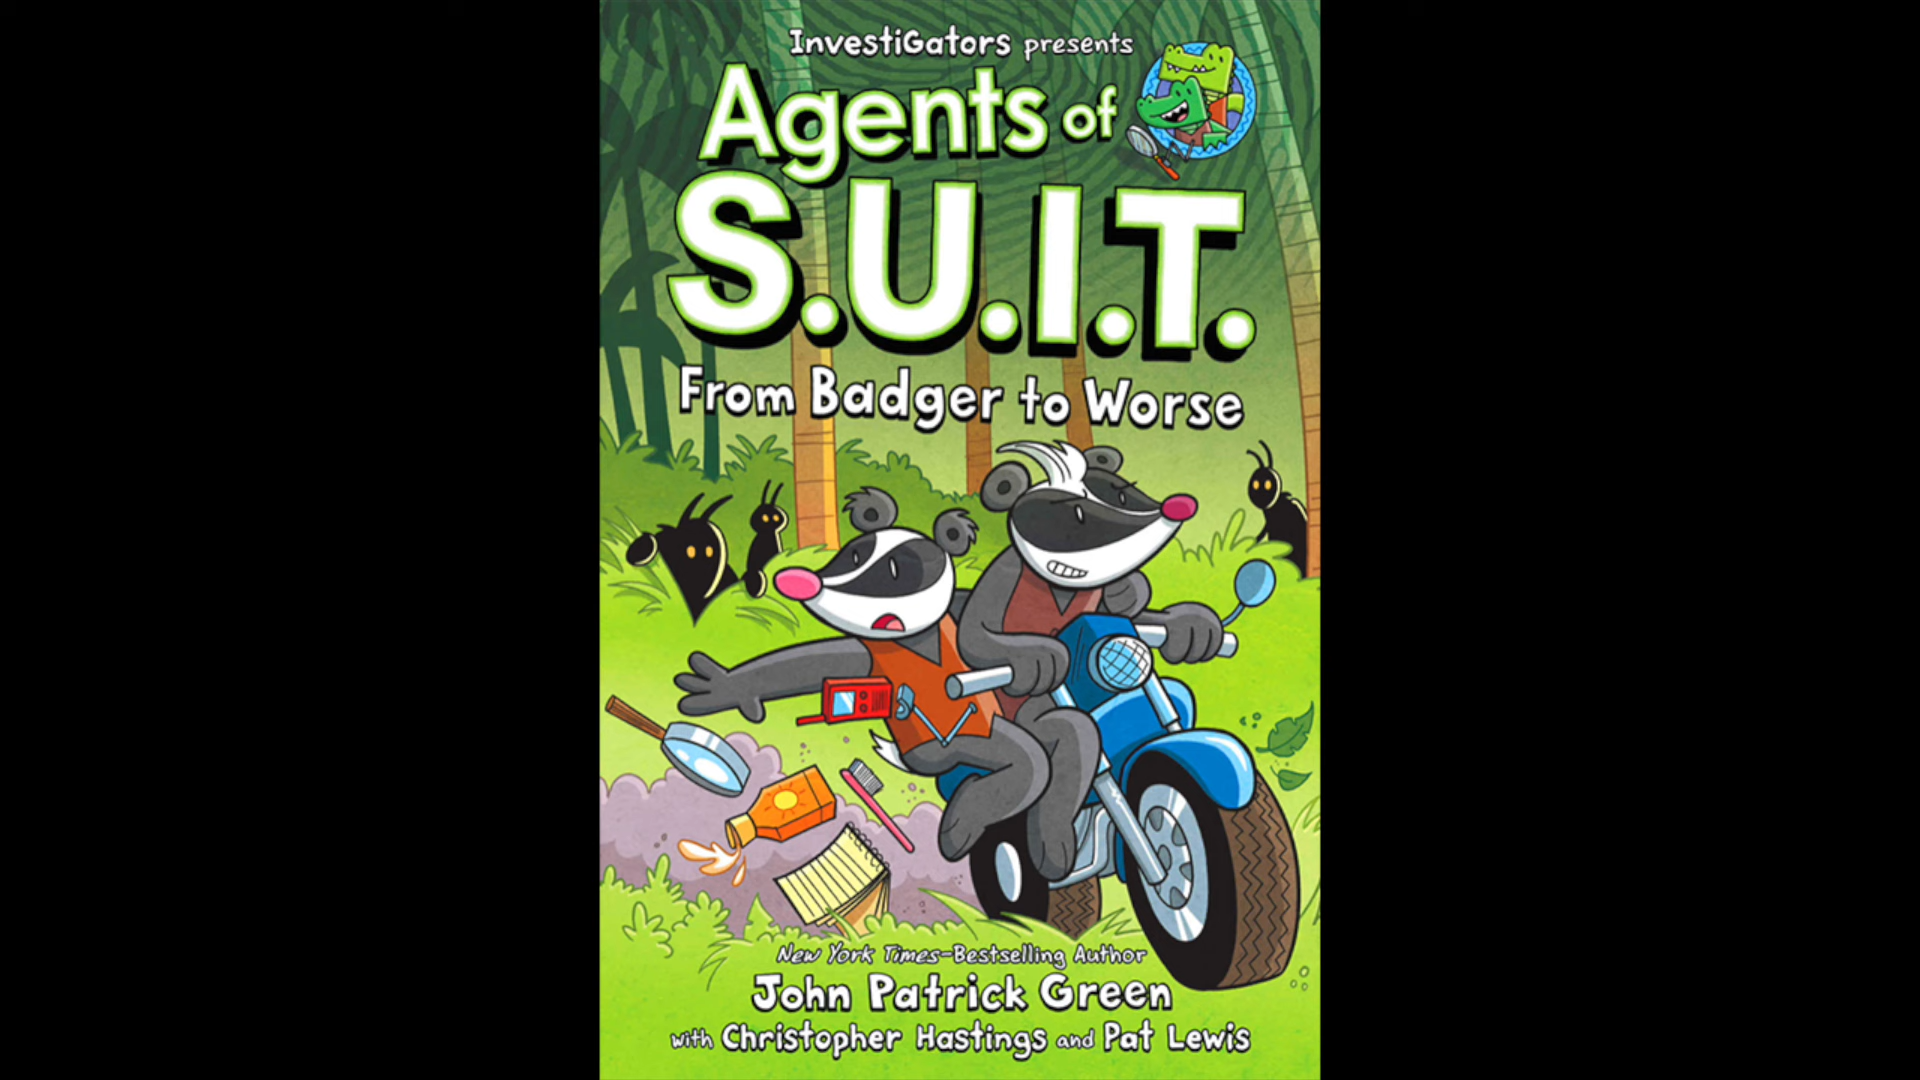 InvestiGators presents
Agents of
S.U.I.T.
From Badger to Worse
New York Times-Bestselling Author
John Patrick Green
with Christopher Hastings and Pat Lewis